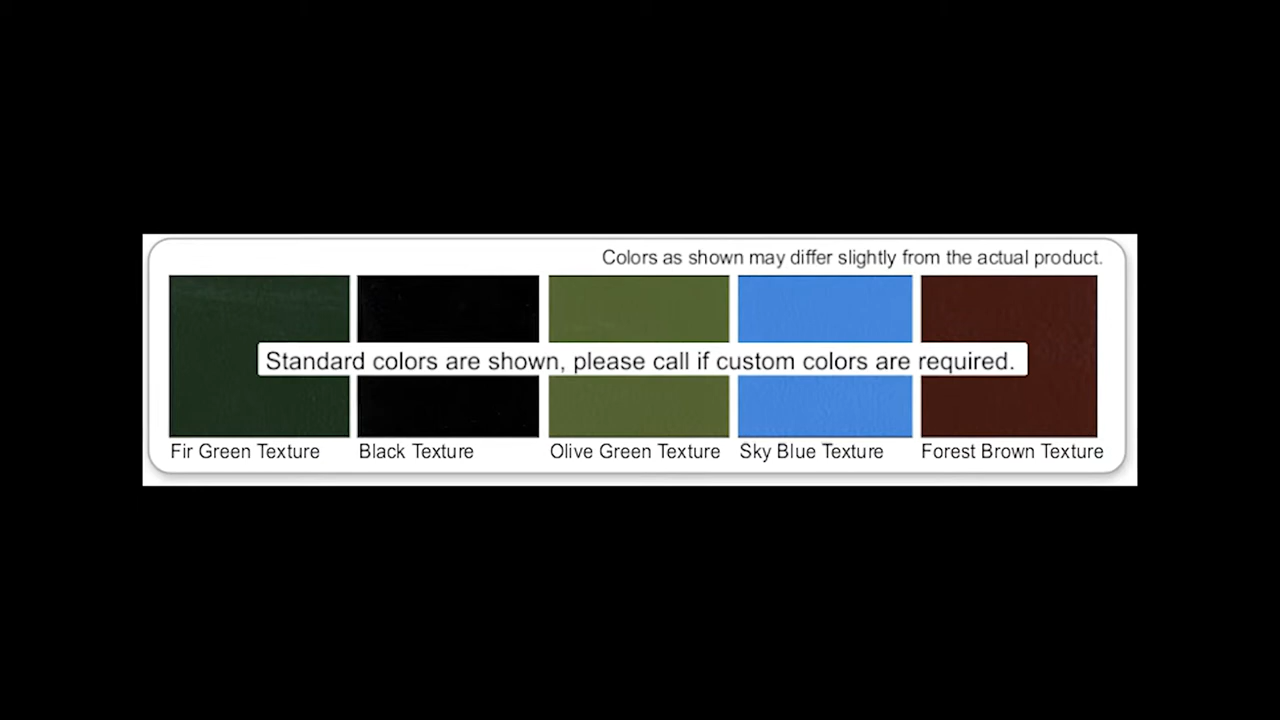 Colors as shown may differ slightly from the actual product.
Standard colors are shown, please call if custom colors are required.
Fir Green Texture Black Texture Olive Green Texture Sky Blue Texture Forest Brown Texture